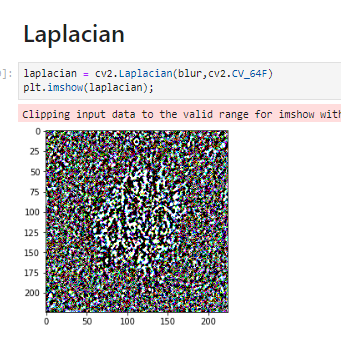 Laplacian
]:
laplacian = cv2.Laplacian(blur,cv2.CV_64F)
plt.imshow(laplacian);
Clipping input data to the valid range for imshow with
0
25
50
75
100
125
150
175
200
0 50 100 150 200